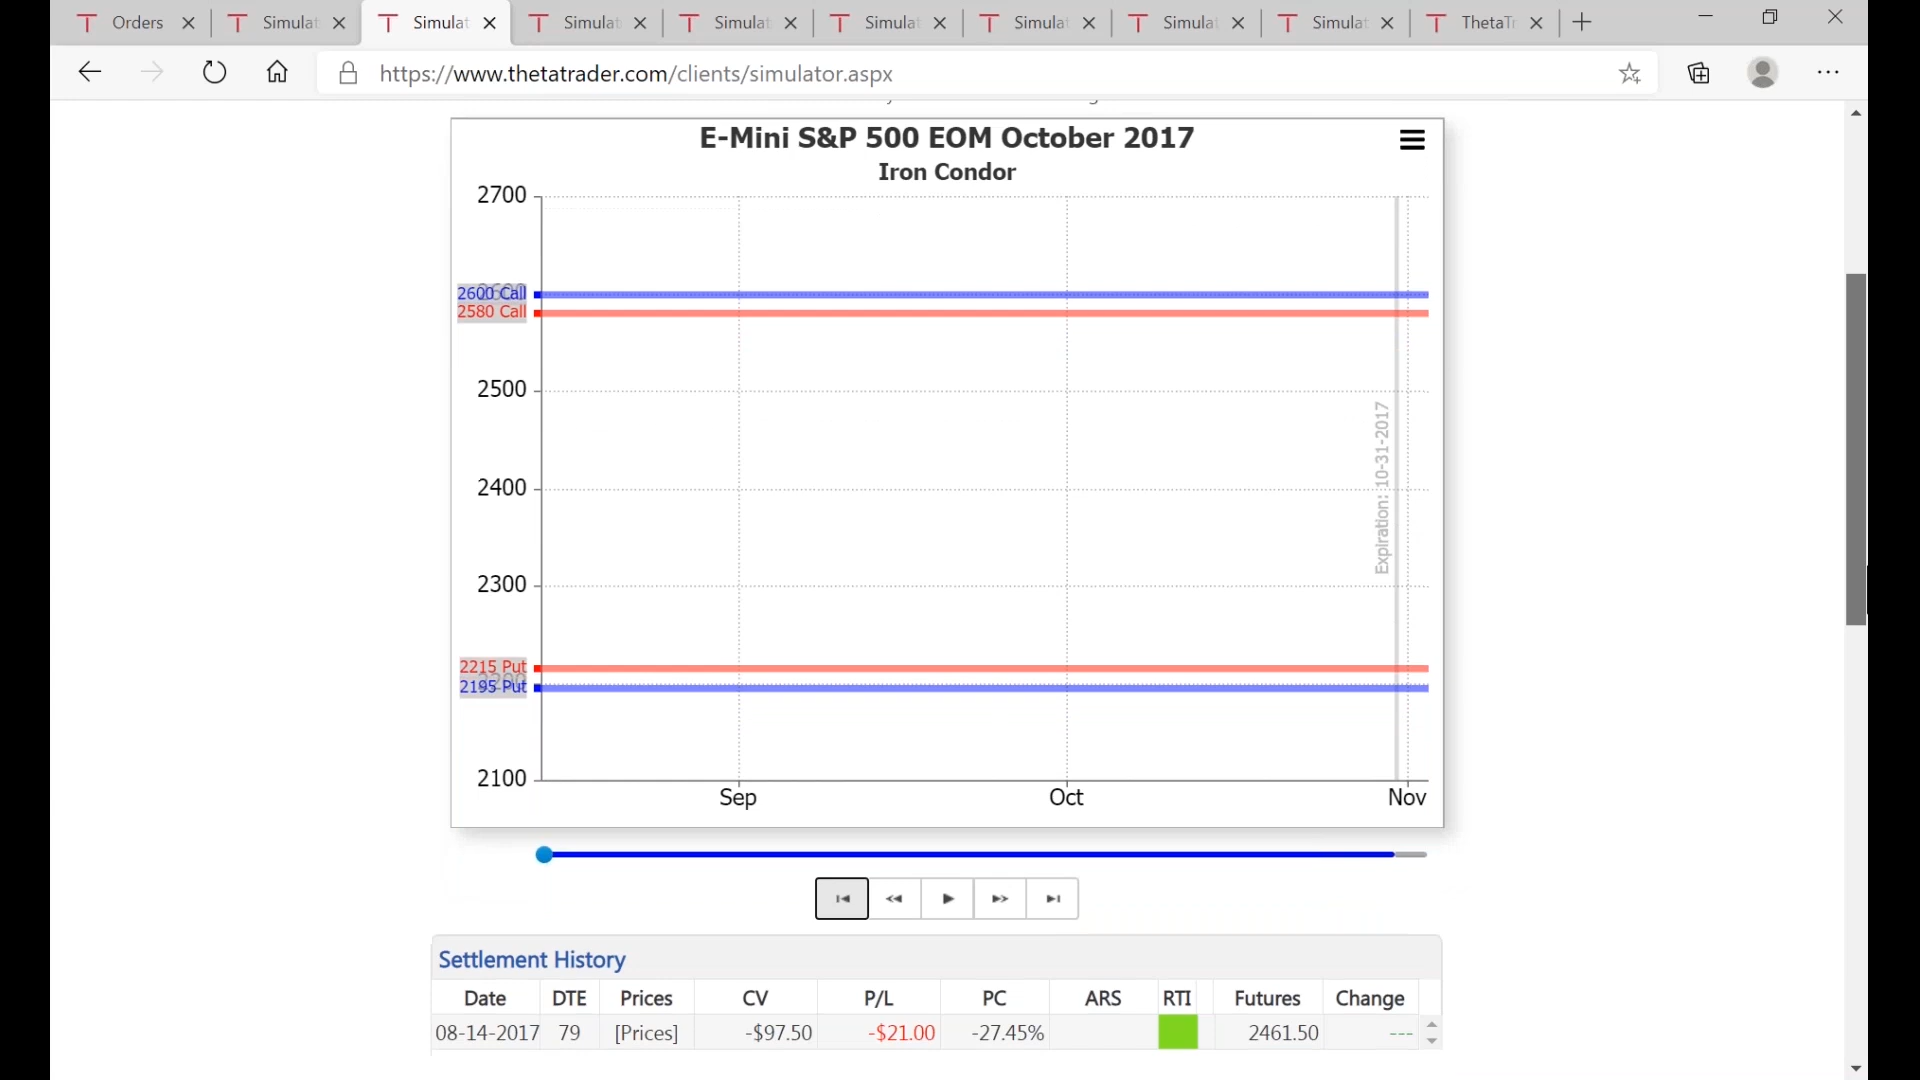 Orders
Simulat
Simulat
Simulat
Simulat
Simulat
Simulat
Simulat
Simulat
ThetaTr
https://www.thetatrader.com/clients/simulator.aspx
E-Mini S&P 500 EOM October 2017
Iron Condor
2700
2600 Call
2580 Call
2500
2400
2300
2215 Put
2195 Put
2100
Expiration: 10-31-2017
Sep Oct Nov
Settlement History
Date DTE Prices CV P/L PC ARS RTI Futures Change
08-14-2017 79 [Prices] -$97.50 -$21.00 -27.45% 2461.50 ---